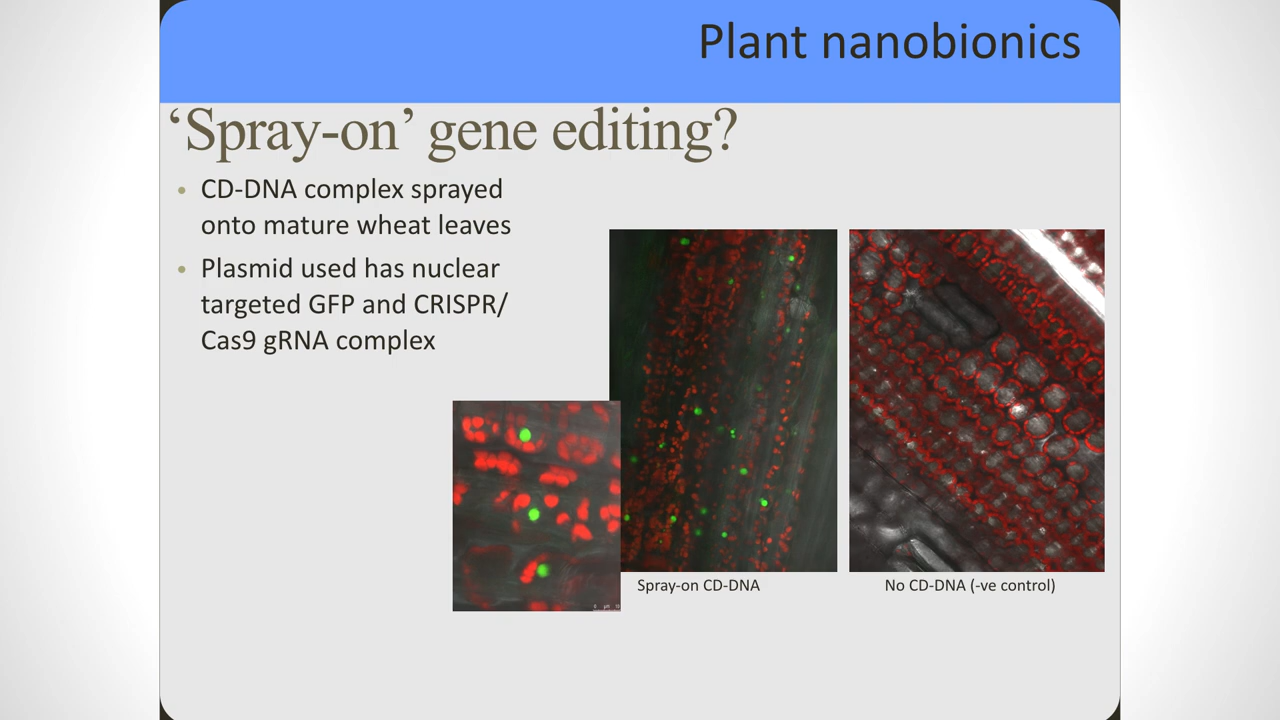 Plant nanobionics
‘Spray-on’ gene editing?
• CD-DNA complex sprayed
onto mature wheat leaves
• Plasmid used has nuclear
targeted GFP and CRISPR/
Cas9 gRNA complex
Spray-on CD-DNA
No CD-DNA (-ve control)